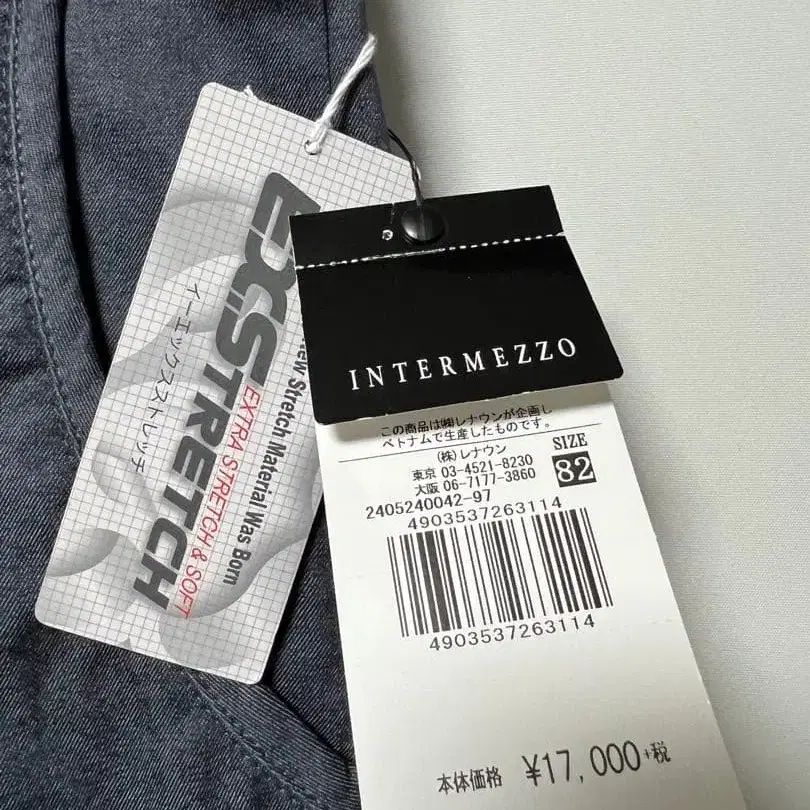 EX.STRETCH
イーエックスストレッチ
EXTRA STRETCH & SOFT
New Stretch Material Was Born
INTERMEZZO
この商品は㈱レナウンが企画し
ベトナムで生産したものです。
(株)レナウン
東京 03-4521-8230
大阪 06-7177-3860
SIZE
82
2405240042-97
4903537263114
4903537263114
本体価格 ¥17,000+税